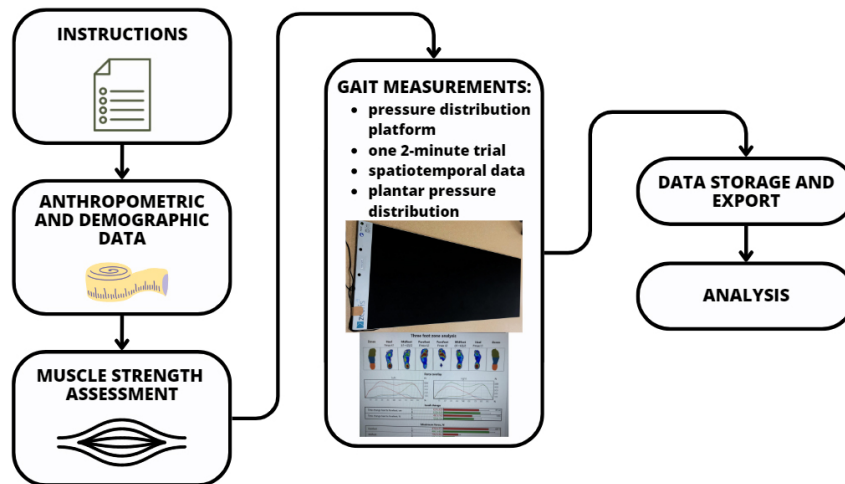 INSTRUCTIONS
ANTHROPOMETRIC
AND DEMOGRAPHIC
DATA
MUSCLE STRENGTH
ASSESSMENT
GAIT MEASUREMENTS:
• pressure distribution
platform
• one 2-minute trial
• spatiotemporal data
• plantar pressure
distribution
Three foot zone analysis
DATA STORAGE AND
EXPORT
ANALYSIS